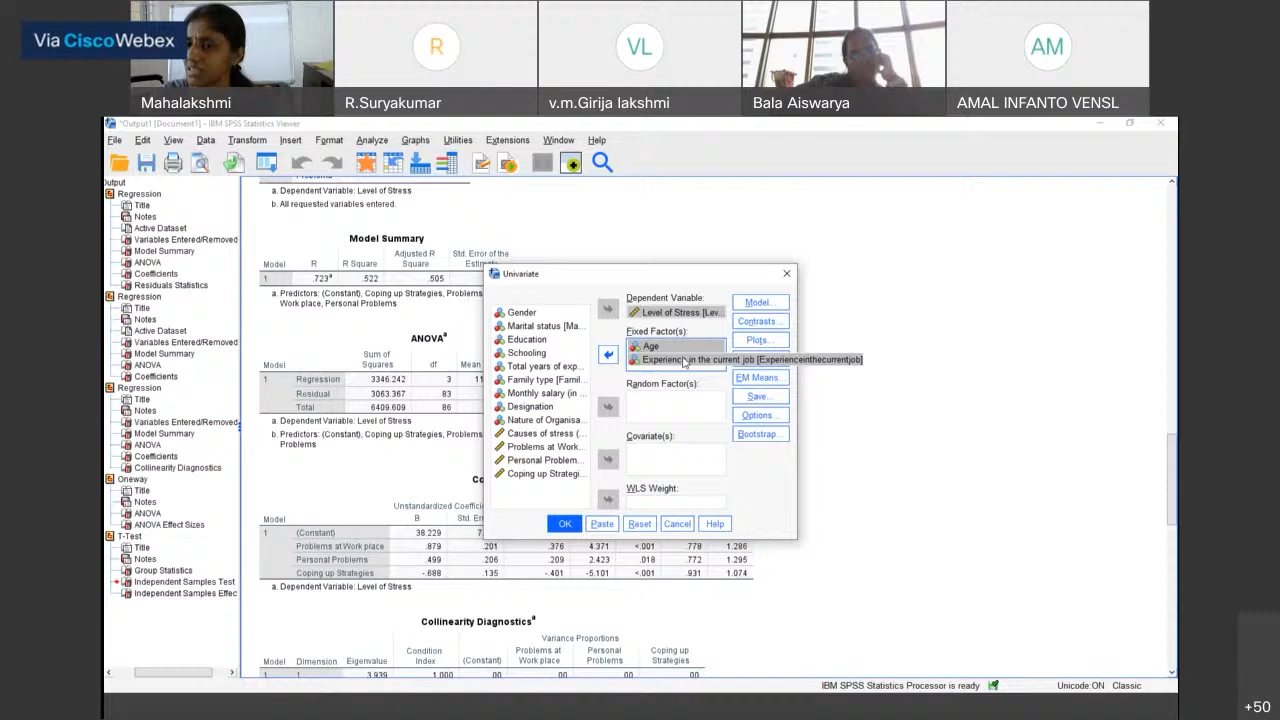 Via CiscoWebex
R
VL
AM
Mahalakshmi
R.Suryakumar
v.m.Girija lakshmi
Bala Aiswarya
AMAL INFANTO VENSL
*Output1 [Document1] - IBM SPSS Statistics Viewer
File Edit View Data Transform Insert Format Analyze Graphs Utilities Extensions Window Help
Output
Regression
Title
Notes
Active Dataset
Variables Entered/Removed
Model Summary
ANOVA
Coefficients
Residuals Statistics
Regression
Title
Notes
Active Dataset
Variables Entered/Removed
Model Summary
ANOVA
Coefficients
Regression
Title
Notes
Active Dataset
Variables Entered/Removed
Model Summary
ANOVA
Coefficients
Collinearity Diagnostics
Oneway
Title
Notes
ANOVA
ANOVA Effect Sizes
T-Test
Title
Notes
Group Statistics
Independent Samples Test
Independent Samples Effec
a. Dependent Variable: Level of Stress
b. All requested variables entered.
Model Summary
Model R R Square Adjusted R Square Std. Error of the Estimate
1 .723a .522 .505
a. Predictors: (Constant), Coping up Strategies, Problems
Work place, Personal Problems
ANOVAa
Model Sum of Squares df Mean
1 Regression 3346.242 3 11
Residual 3063.367 83
Total 6409.609 86
a. Dependent Variable: Level of Stress
b. Predictors: (Constant), Coping up Strategies, Problems
Problems
Co
Unstandardized Coefficie
Model B Std. Er
1 (Constant) 38.229 7
Problems at Work place .879 .201 .376 4.371 <.001 .778 1.286
Personal Problems .499 .206 .209 2.423 .018 .772 1.295
Coping up Strategies -.688 .135 -.401 -5.101 <.001 .931 1.074
a. Dependent Variable: Level of Stress
Collinearity Diagnosticsa
Variance Proportions
Model Dimension Eigenvalue Condition Index (Constant) Problems at Work place Personal Problems Coping up Strategies
1 1 3.939 1.000 .00 .00 .00 .00
Univariate
Gender
Marital status [Ma...
Education
Schooling
Total years of exp...
Family type [Famil...
Monthly salary (in ...
Designation
Nature of Organisa...
Causes of stress (...
Problems at Work...
Personal Problem...
Coping up Strategi...
Dependent Variable:
Level of Stress [Lev...
Fixed Factor(s):
Age
Experience in the current job [Experienceinthecurrentjob]
Random Factor(s):
Covariate(s):
WLS Weight:
Model...
Contrasts...
Plots...
EM Means...
Save...
Options...
Bootstrap...
OK Paste Reset Cancel Help
IBM SPSS Statistics Processor is ready
Unicode:ON
Classic
+50